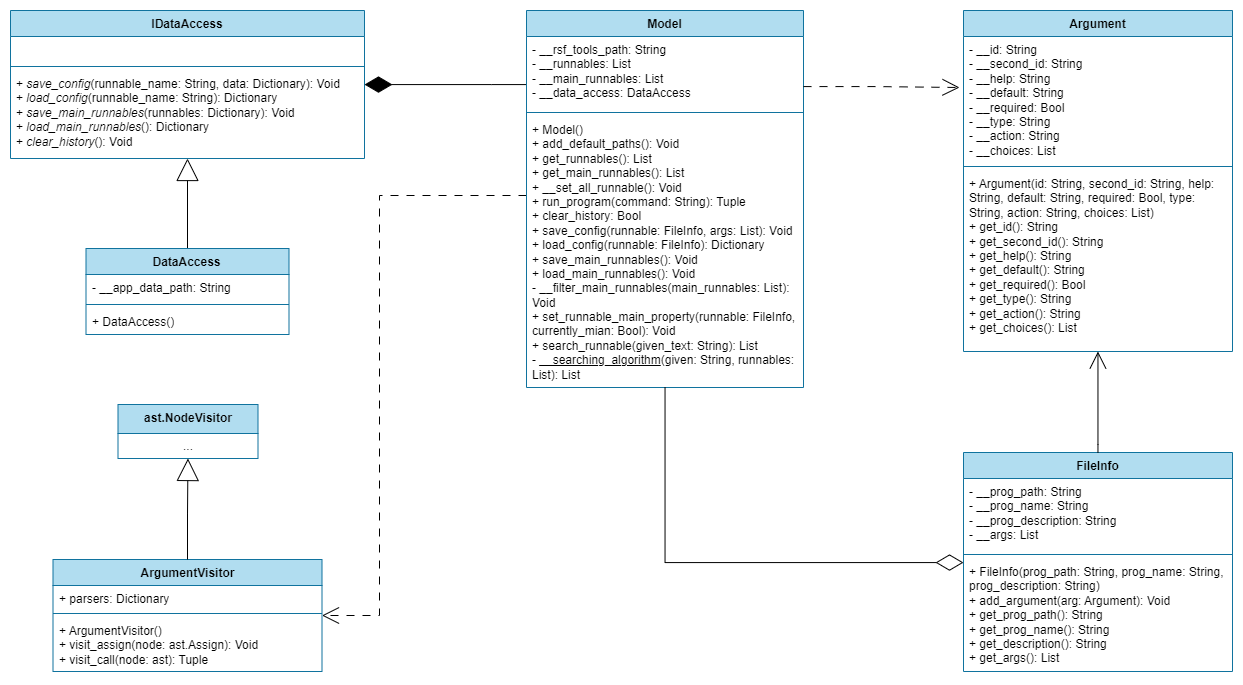 IDataAccess
+ save_config(runnable_name: String, data: Dictionary): Void
+ load_config(runnable_name: String): Dictionary
+ save_main_runnables(runnables: Dictionary): Void
+ load_main_runnables(): Dictionary
+ clear_history(): Void
DataAccess
- __app_data_path: String
+ DataAccess()
ast.NodeVisitor
...
ArgumentVisitor
+ parsers: Dictionary
+ ArgumentVisitor()
+ visit_assign(node: ast.Assign): Void
+ visit_call(node: ast): Tuple
Model
- __rsf_tools_path: String
- __runnables: List
- __main_runnables: List
- __data_access: DataAccess
+ Model()
+ add_default_paths(): Void
+ get_runnables(): List
+ get_main_runnables(): List
+ __set_all_runnable(): Void
+ run_program(command: String): Tuple
+ clear_history: Bool
+ save_config(runnable: FileInfo, args: List): Void
+ load_config(runnable: FileInfo): Dictionary
+ save_main_runnables(): Void
+ load_main_runnables(): Void
- __filter_main_runnables(main_runnables: List):
Void
+ set_runnable_main_property(runnable: FileInfo,
currently_mian: Bool): Void
+ search_runnable(given_text: String): List
- __searching_algorithm(given: String, runnables:
List): List
Argument
- __id: String
- __second_id: String
- __help: String
- __default: String
- __required: Bool
- __type: String
- __action: String
- __choices: List
+ Argument(id: String, second_id: String, help:
String, default: String, required: Bool, type:
String, action: String, choices: List)
+ get_id(): String
+ get_second_id(): String
+ get_help(): String
+ get_default(): String
+ get_required(): Bool
+ get_type(): String
+ get_action(): String
+ get_choices(): List
FileInfo
- __prog_path: String
- __prog_name: String
- __prog_description: String
- __args: List
+ FileInfo(prog_path: String, prog_name: String,
prog_description: String)
+ add_argument(arg: Argument): Void
+ get_prog_path(): String
+ get_prog_name(): String
+ get_description(): String
+ get_args(): List